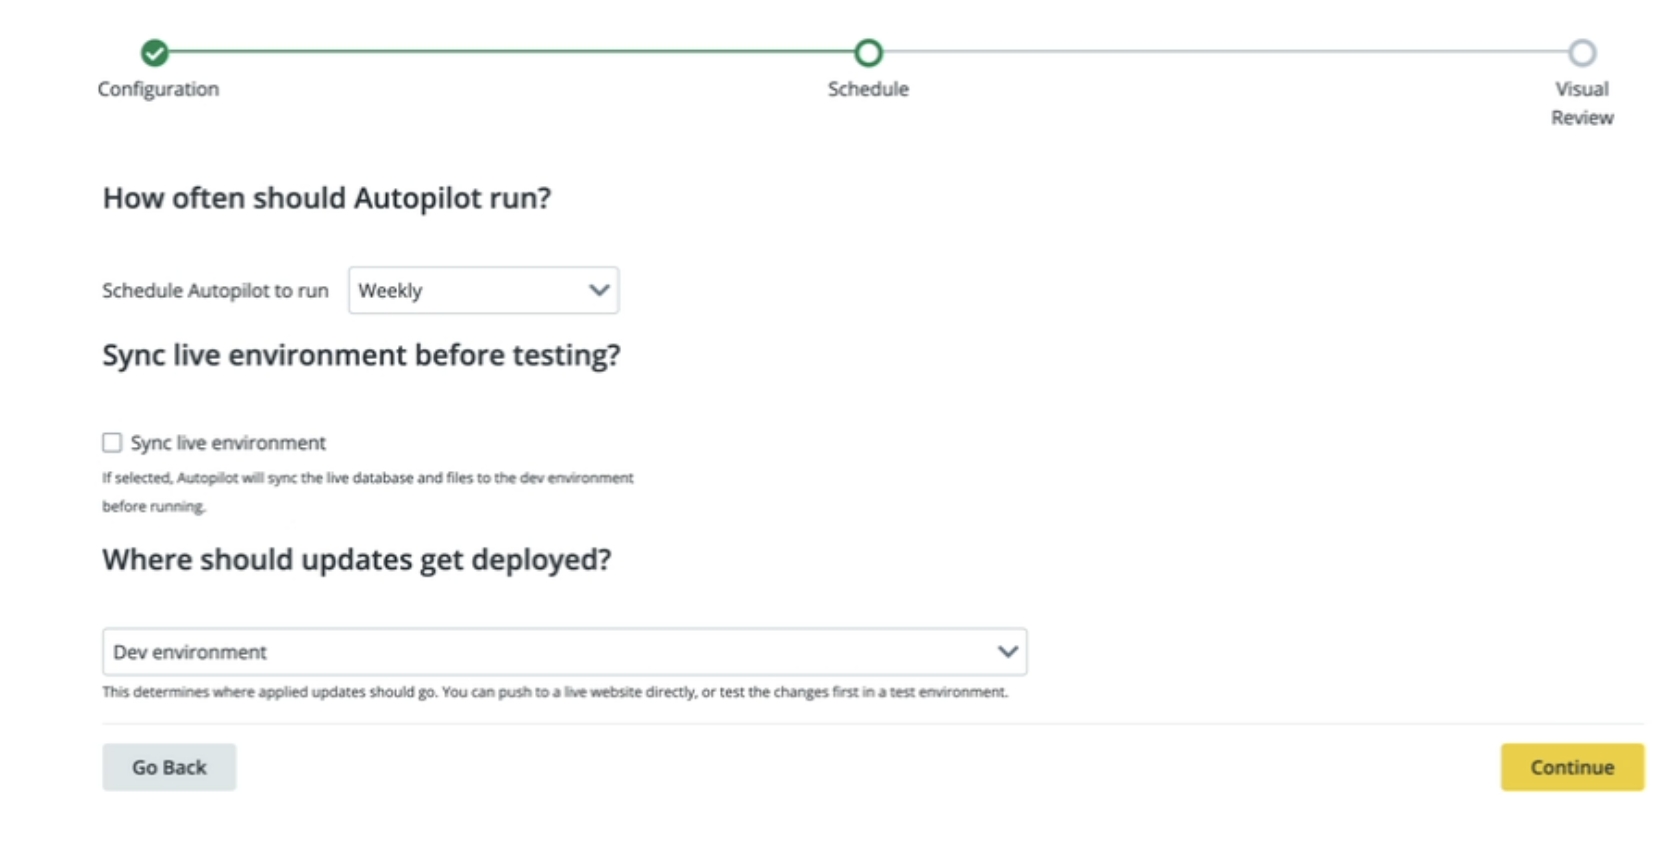 Configuration
Schedule
Visual
Review
How often should Autopilot run?
Schedule Autopilot to run
Weekly
Sync live environment before testing?
Sync live environment
If selected, Autopilot will sync the live database and files to the dev environment
before running.
Where should updates get deployed?
Dev environment
This determines where applied updates should go. You can push to a live website directly, or test the changes first in a test environment.
Go Back
Continue